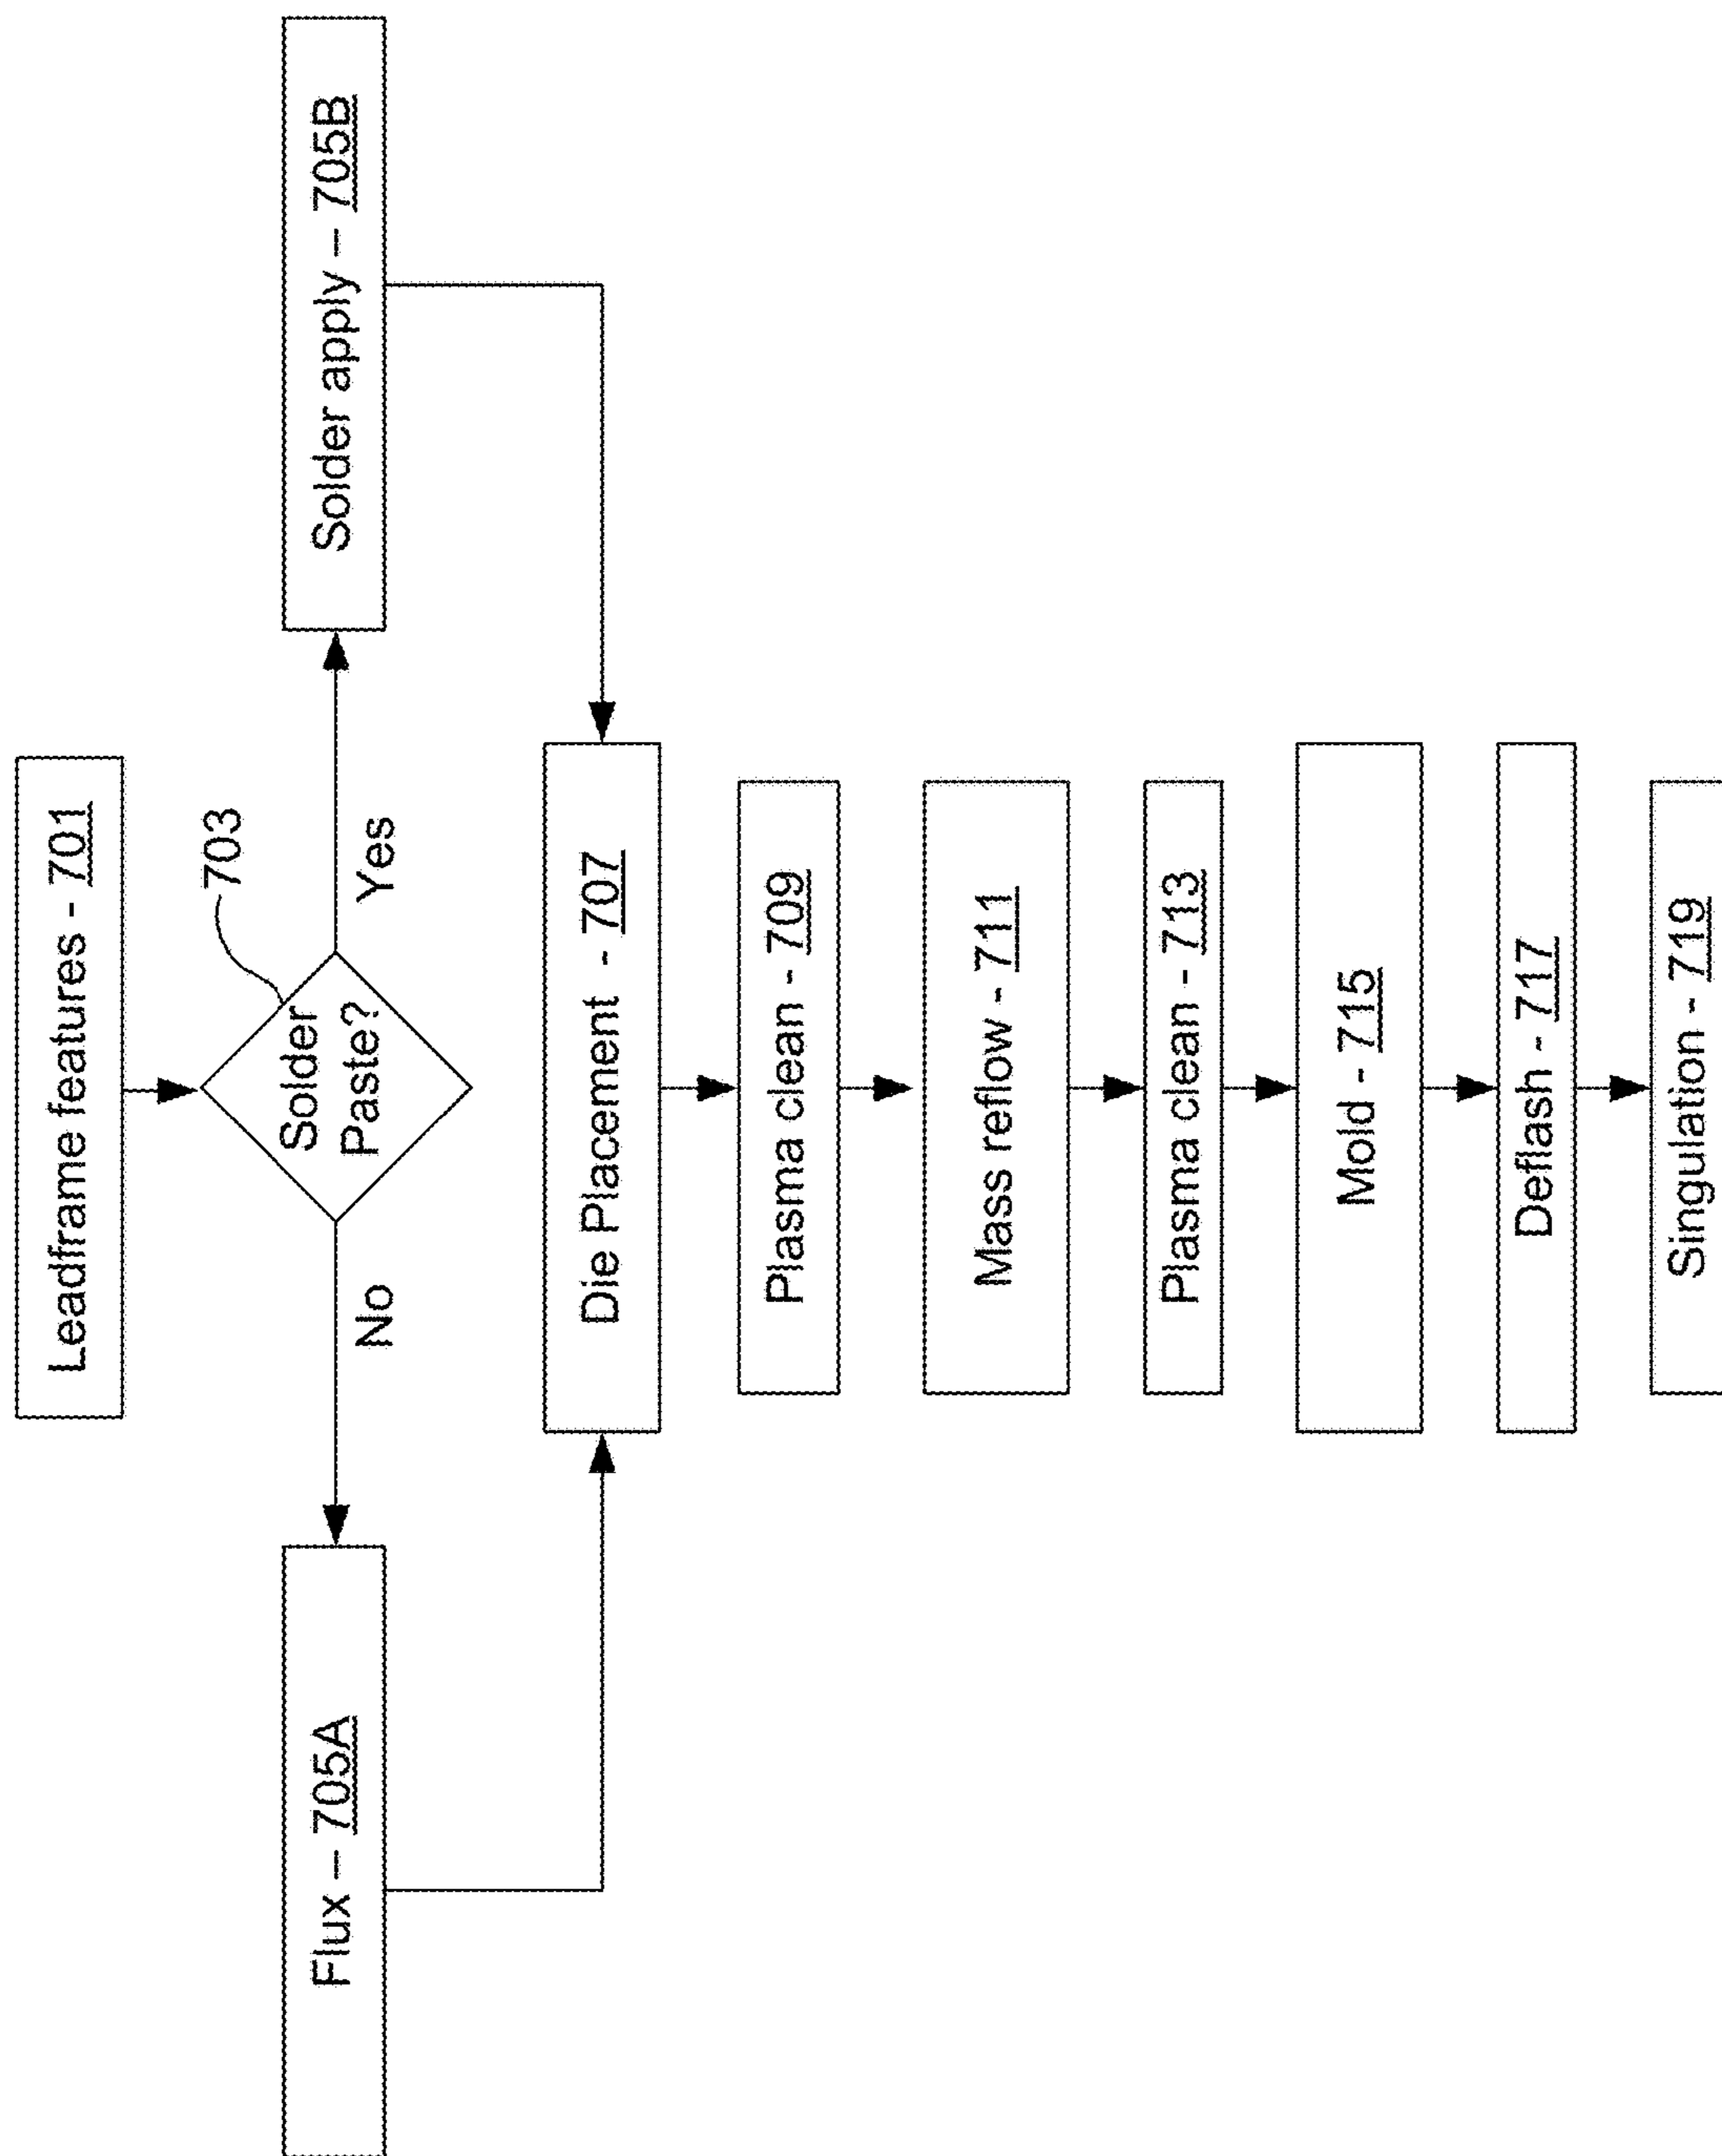 Leadframe features - 701
703
Solder
Paste?
No
Yes
Flux – 705A
Solder apply – 705B
Die Placement - 707
Plasma clean - 709
Mass reflow - 711
Plasma clean - 713
Mold - 715
Deflash - 717
Singulation - 719